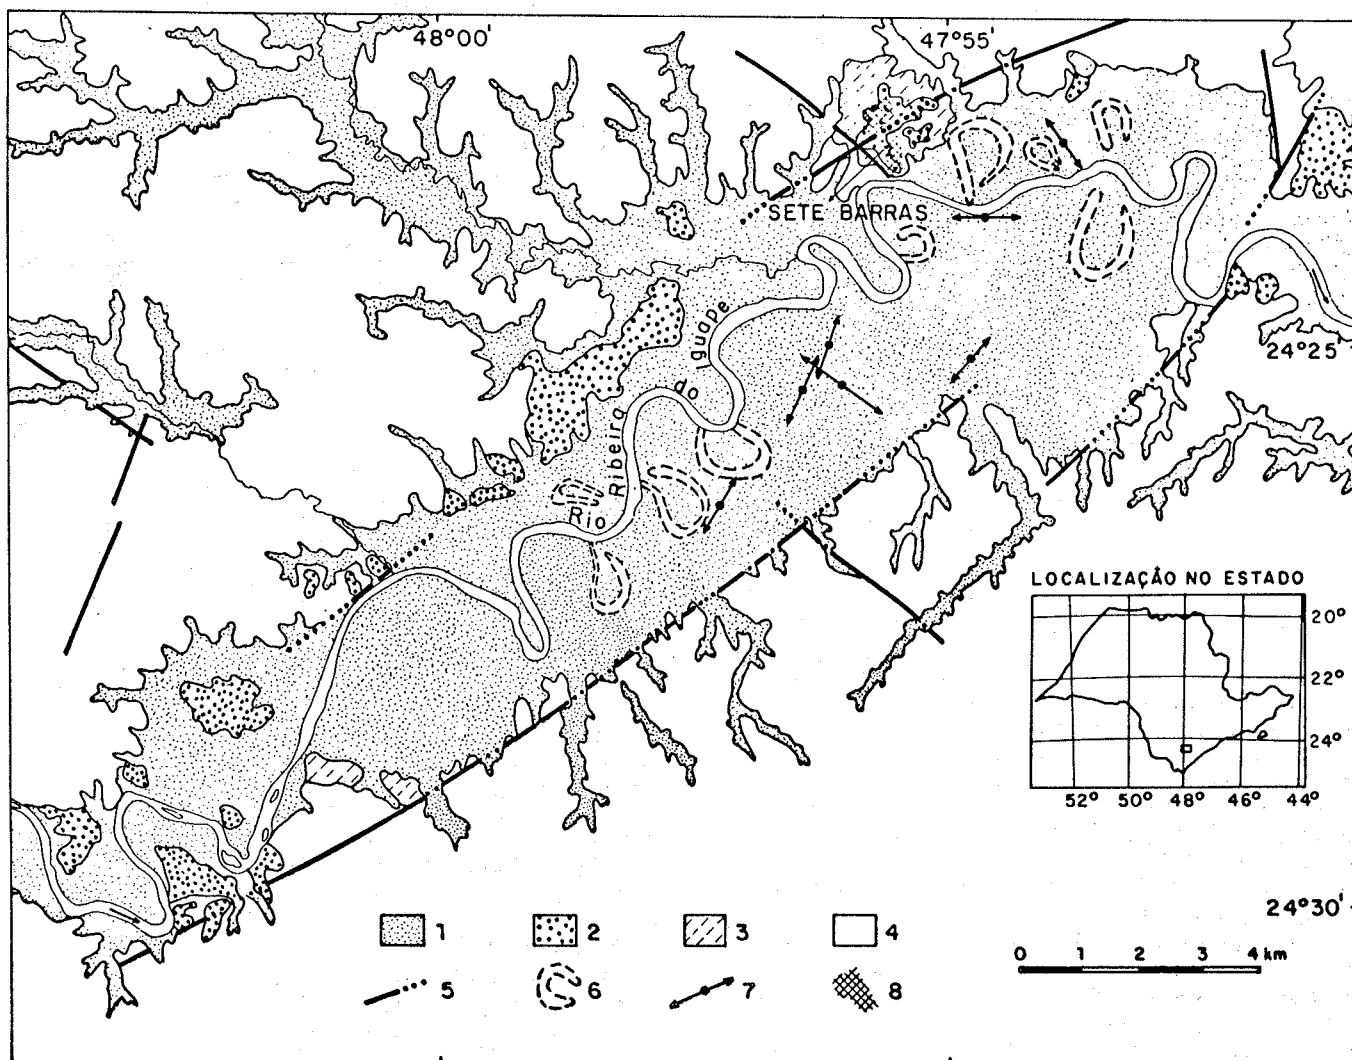 48°00'
47°55'
SETE BARRAS
24°25'
Rio Ribeira do Iguape
LOCALIZAÇÃO NO ESTADO
20°
22°
24°
52° 50° 48° 46° 44°
24°30'
1 2 3 4
0 1 2 3 4 km
5 6 7 8